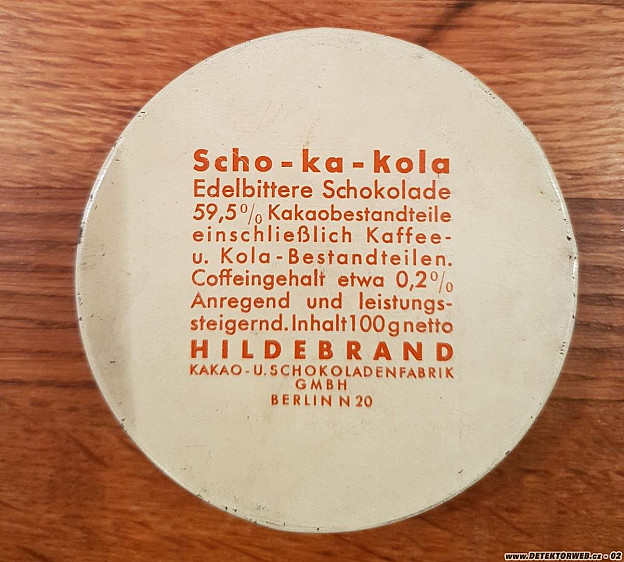 Scho-ka-kola
Edelbittere Schokolade
59,5% Kakaobestandteile
einschließlich Kaffee-
u. Kola-Bestandteilen.
Coffeingehalt etwa 0,2%
Anregend und leistungs-
steigernd. Inhalt 100 g netto
HILDEBRAND
KAKAO-U.SCHOKOLADENFABRIK
GMBH
BERLIN N 20
www.DETEKTORWEB.cz - 02